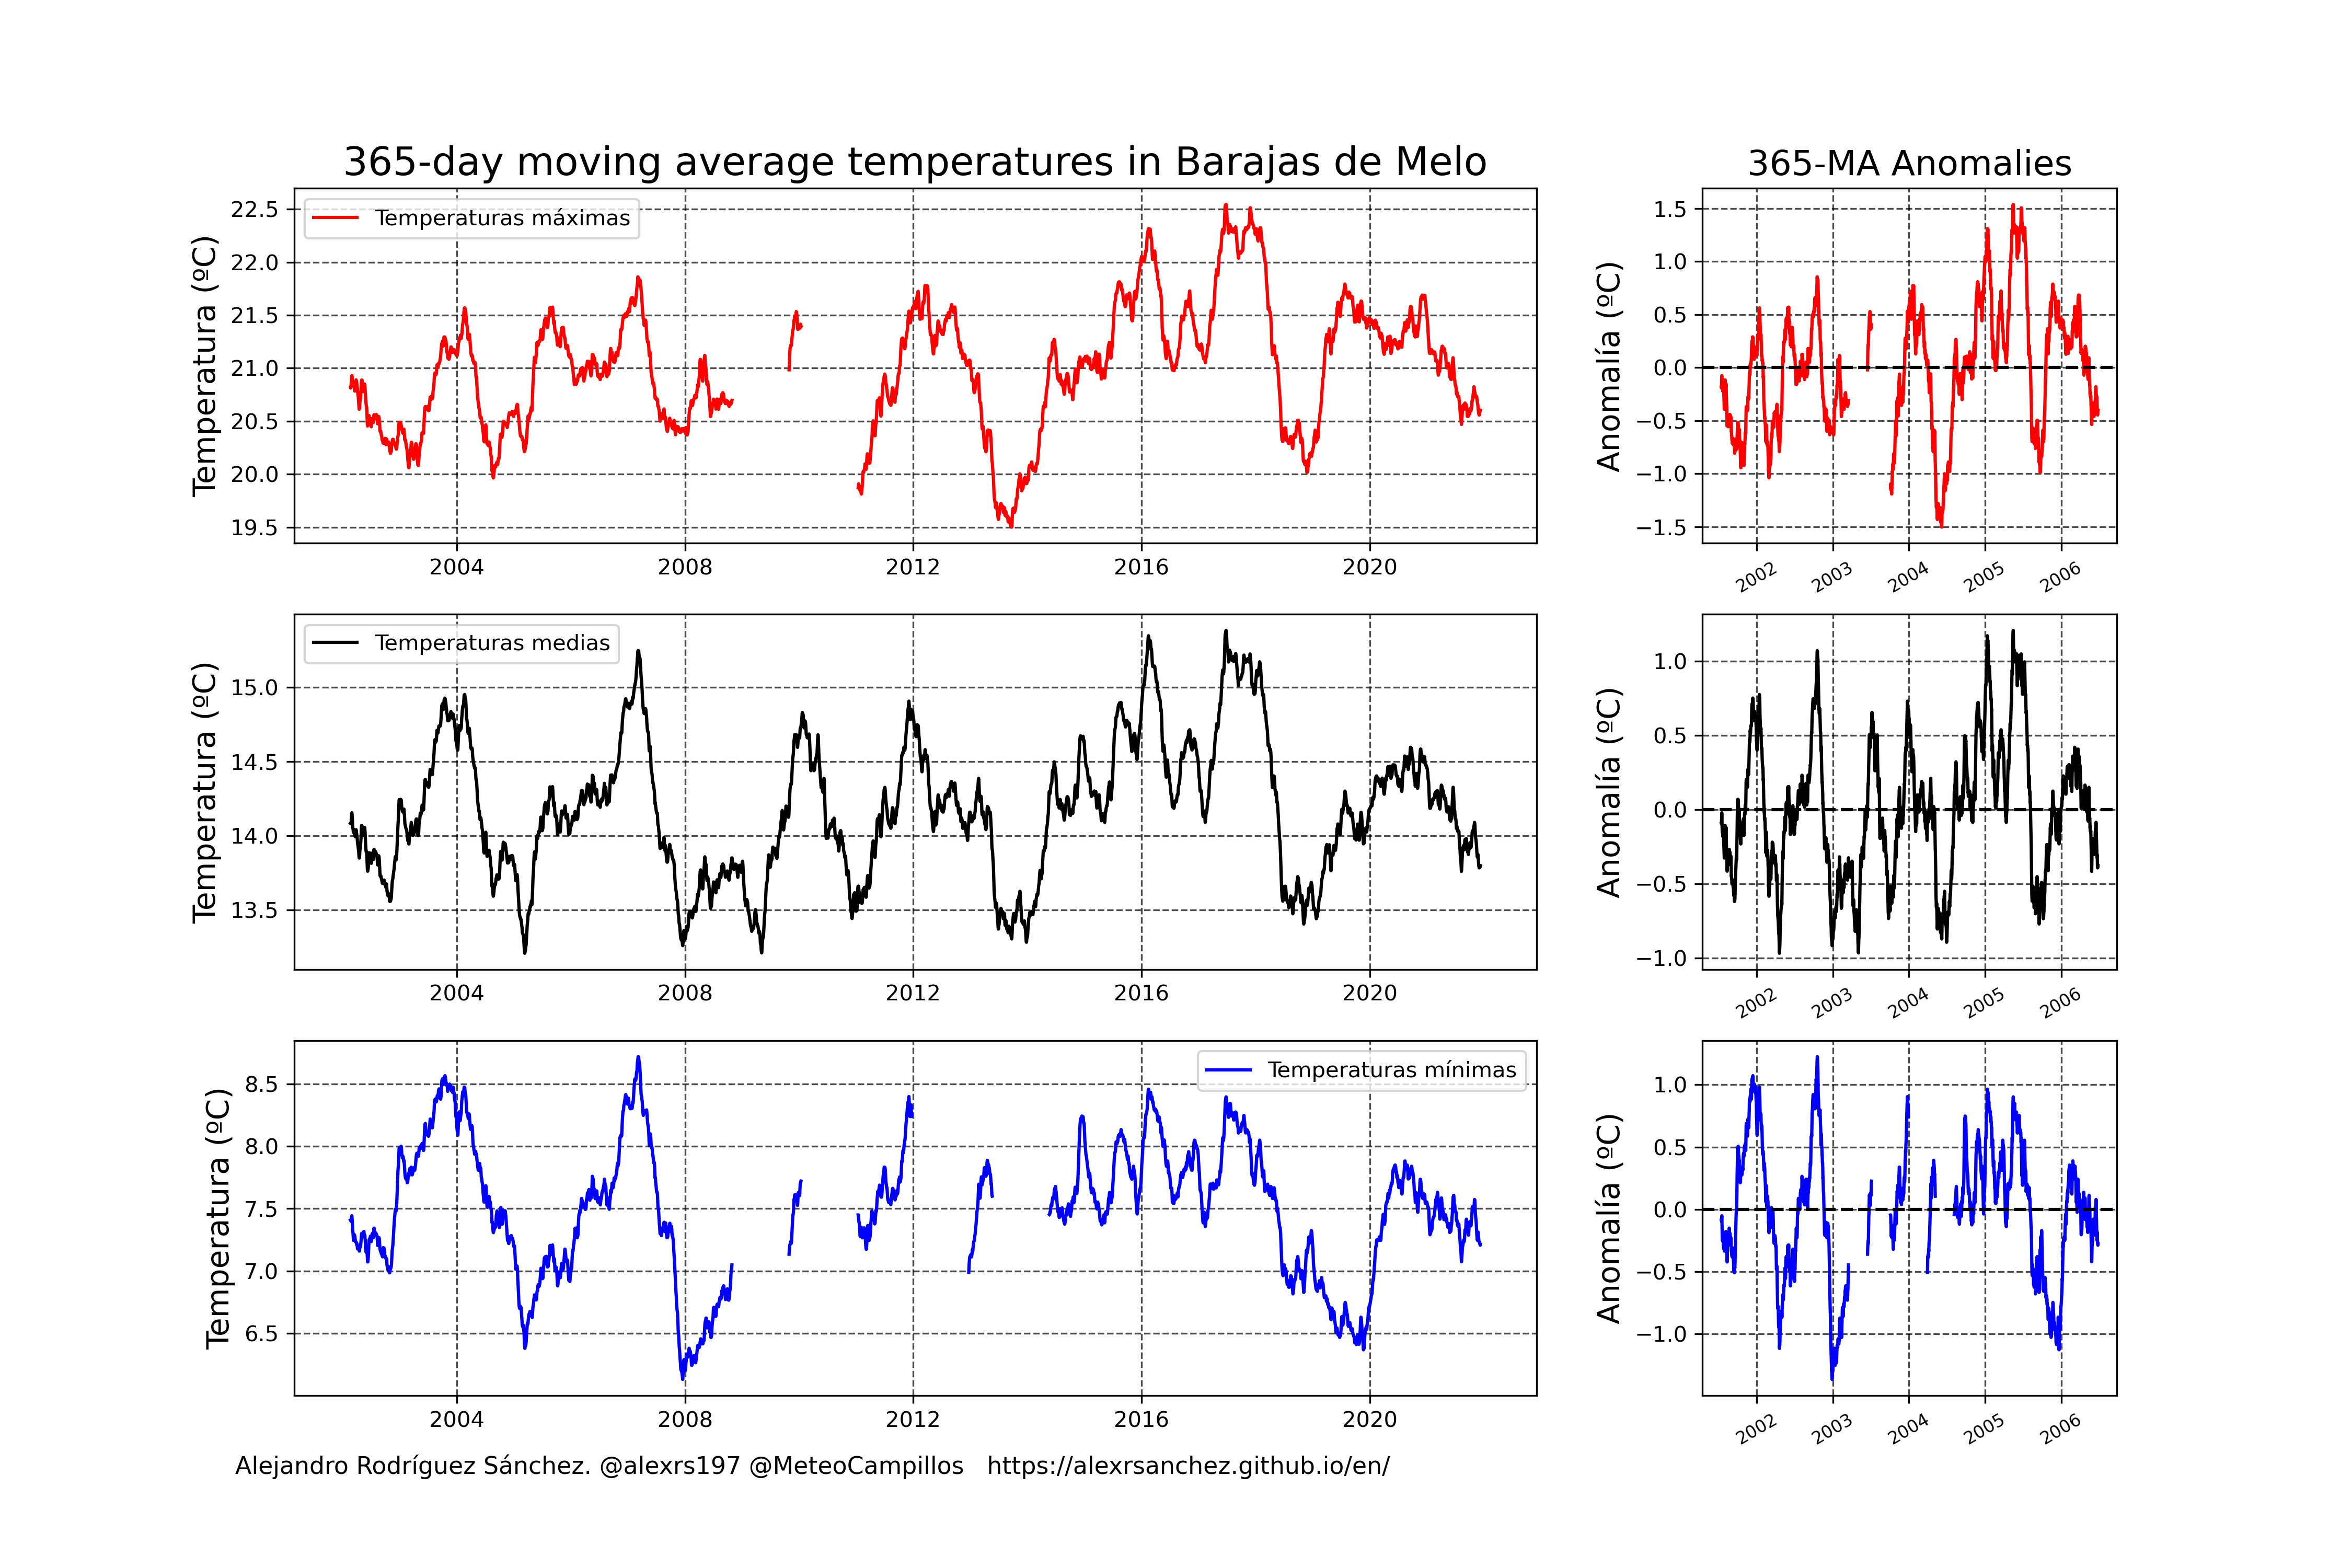 365-day moving average temperatures in Barajas de Melo
365-MA Anomalies
Temperatura (ºC)
22.5
22.0
21.5
21.0
20.5
20.0
19.5
Temperaturas máximas
2004 2008 2012 2016 2020
Anomalía (ºC)
1.5
1.0
0.5
0.0
−0.5
−1.0
−1.5
2002 2003 2004 2005 2006
Temperatura (ºC)
15.0
14.5
14.0
13.5
Temperaturas medias
2004 2008 2012 2016 2020
Anomalía (ºC)
1.0
0.5
0.0
−0.5
−1.0
2002 2003 2004 2005 2006
Temperatura (ºC)
8.5
8.0
7.5
7.0
6.5
Temperaturas mínimas
2004 2008 2012 2016 2020
Anomalía (ºC)
1.0
0.5
0.0
−0.5
−1.0
2002 2003 2004 2005 2006
Alejandro Rodríguez Sánchez. @alexrs197 @MeteoCampillos https://alexrsanchez.github.io/en/